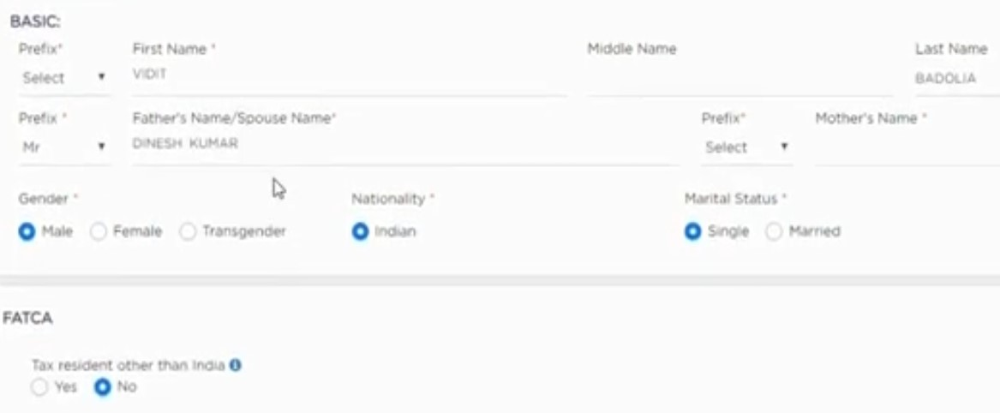 BASIC:
Prefix* First Name * Middle Name Last Name
Select VIDIT BADOLIA
Prefix * Father's Name/Spouse Name* Prefix* Mother's Name *
Mr DINESH KUMAR Select
Gender * Nationality * Marital Status *
Male Female Transgender Indian Single Married
FATCA
Tax resident other than India
Yes No